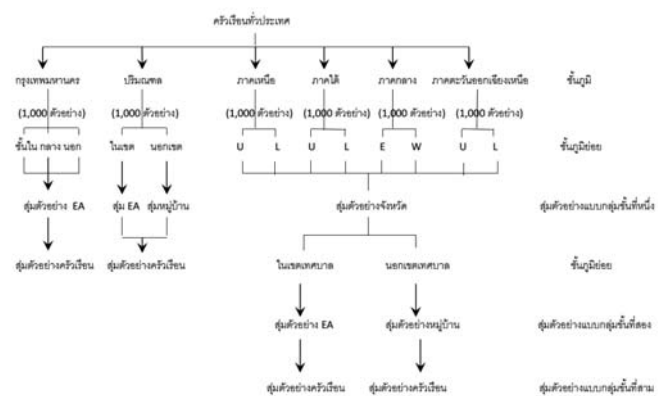 ครัวเรือนทั่วประเทศ
กรุงเทพมหานคร ปริมณฑล ภาคเหนือ ภาคใต้ ภาคกลาง ภาคตะวันออกเฉียงเหนือ ชั้นภูมิ
(1,000 ตัวอย่าง) (1,000 ตัวอย่าง) (1,000 ตัวอย่าง) (1,000 ตัวอย่าง) (1,000 ตัวอย่าง) (1,000 ตัวอย่าง)
ชั้นใน กลาง นอก ในเขต นอกเขต U L U L E W U L ชั้นภูมิย่อย
สุ่มตัวอย่าง EA สุ่ม EA สุ่มหมู่บ้าน สุ่มตัวอย่างจังหวัด สุ่มตัวอย่างแบบกลุ่มชั้นที่หนึ่ง
สุ่มตัวอย่างครัวเรือน สุ่มตัวอย่างครัวเรือน ในเขตเทศบาล นอกเขตเทศบาล ชั้นภูมิย่อย
สุ่มตัวอย่าง EA สุ่มตัวอย่างหมู่บ้าน สุ่มตัวอย่างแบบกลุ่มชั้นที่สอง
สุ่มตัวอย่างครัวเรือน สุ่มตัวอย่างครัวเรือน สุ่มตัวอย่างแบบกลุ่มชั้นที่สาม